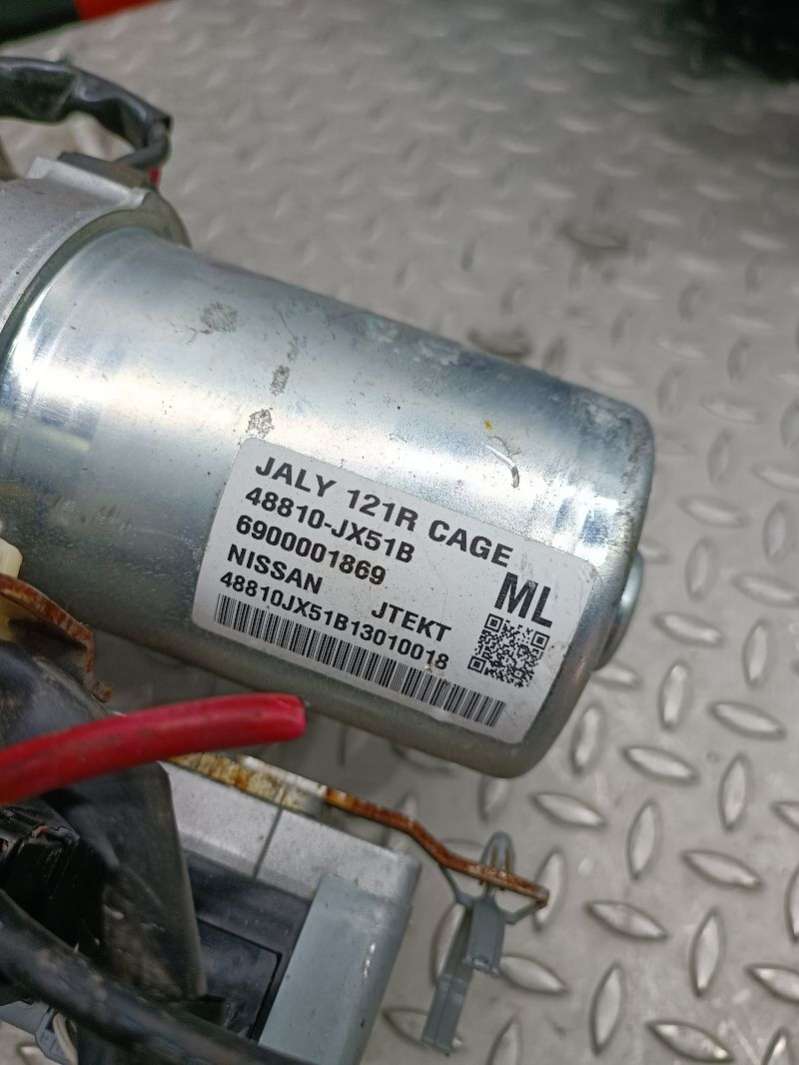 JALY 121R CAGE
48810-JX51B
6900001869
NISSAN JTEKT
ML
48810JX51B13010018